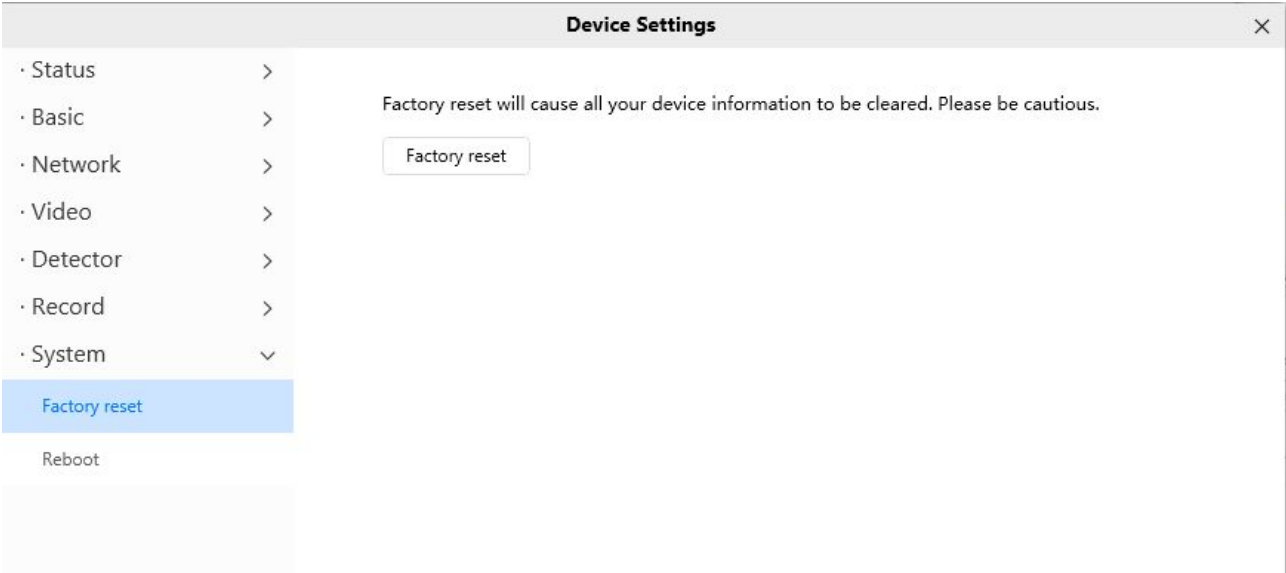 Device Settings
· Status
· Basic
· Network
· Video
· Detector
· Record
· System
Factory reset
Reboot
Factory reset will cause all your device information to be cleared. Please be cautious.
Factory reset